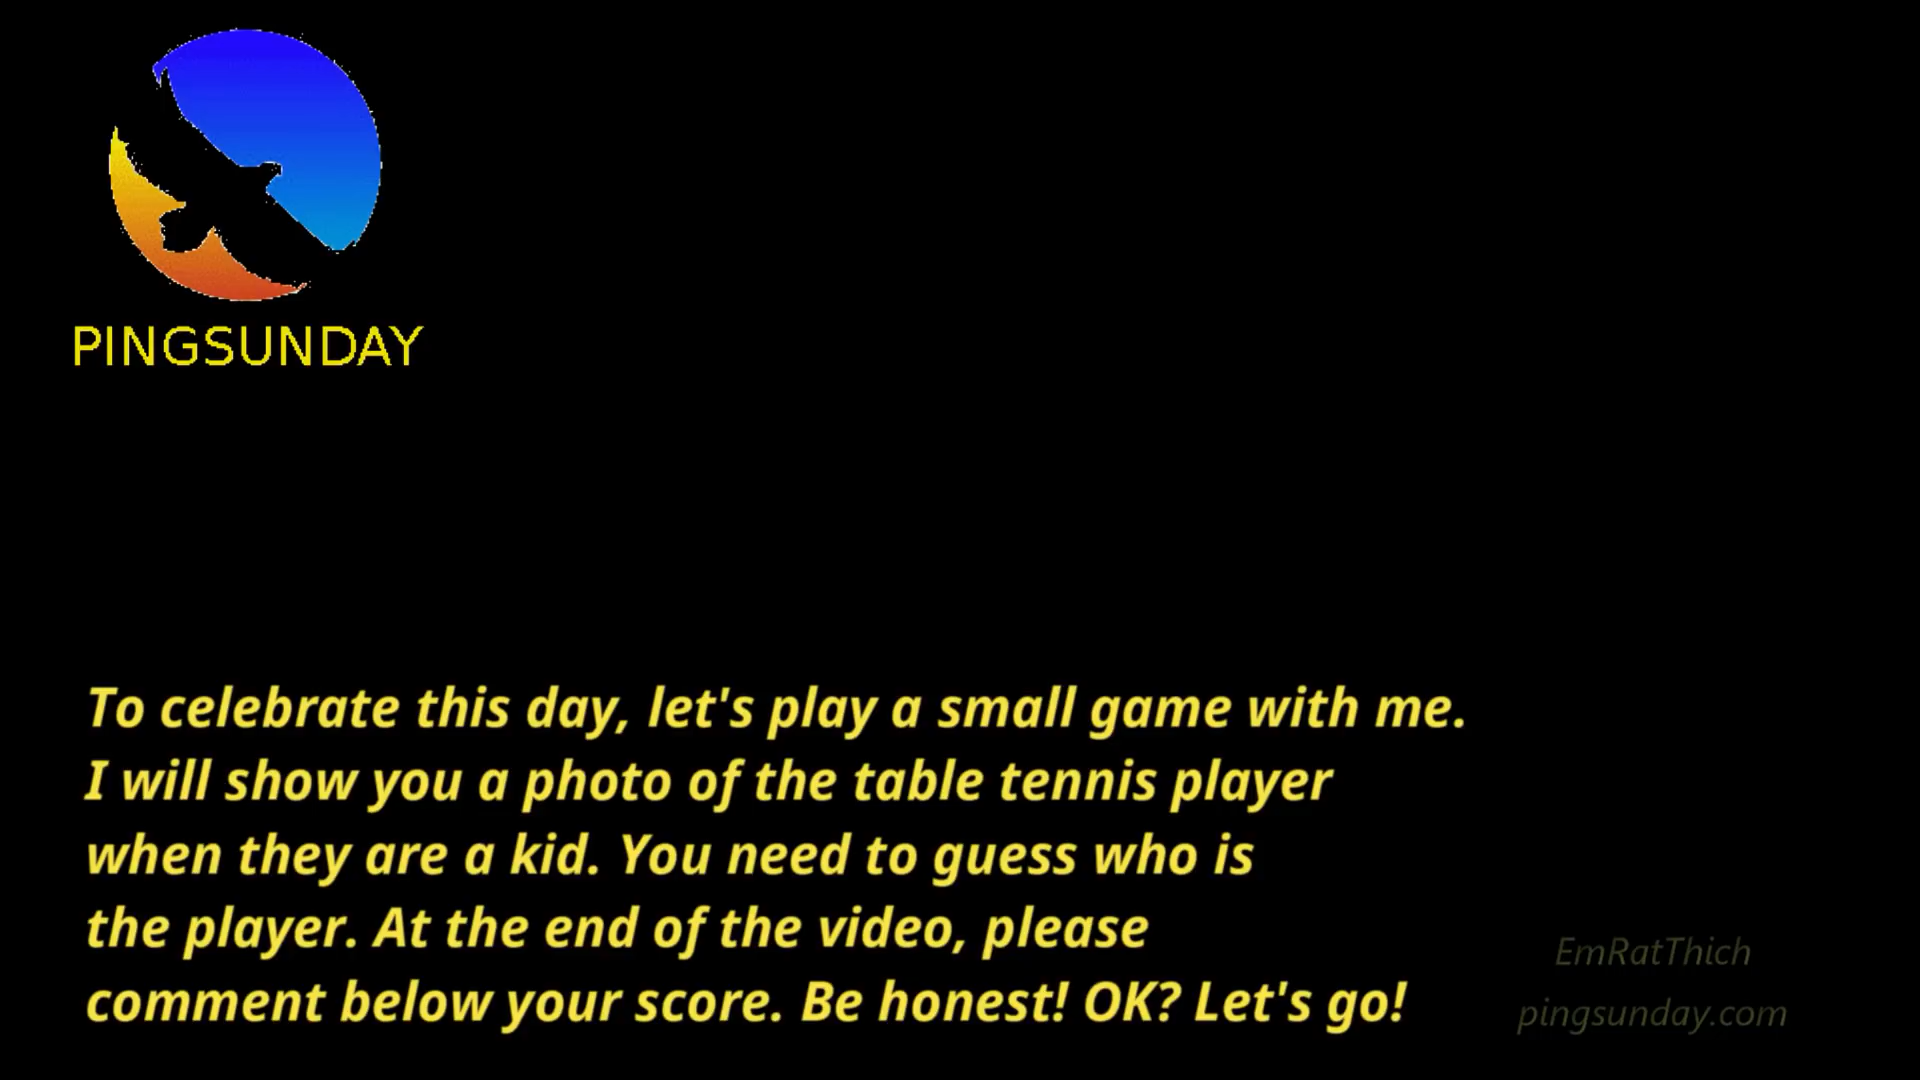 PINGSUNDAY
To celebrate this day, let's play a small game with me.
I will show you a photo of the table tennis player
when they are a kid. You need to guess who is
the player. At the end of the video, please
comment below your score. Be honest! OK? Let's go!
EmRatThich
pingsunday.com